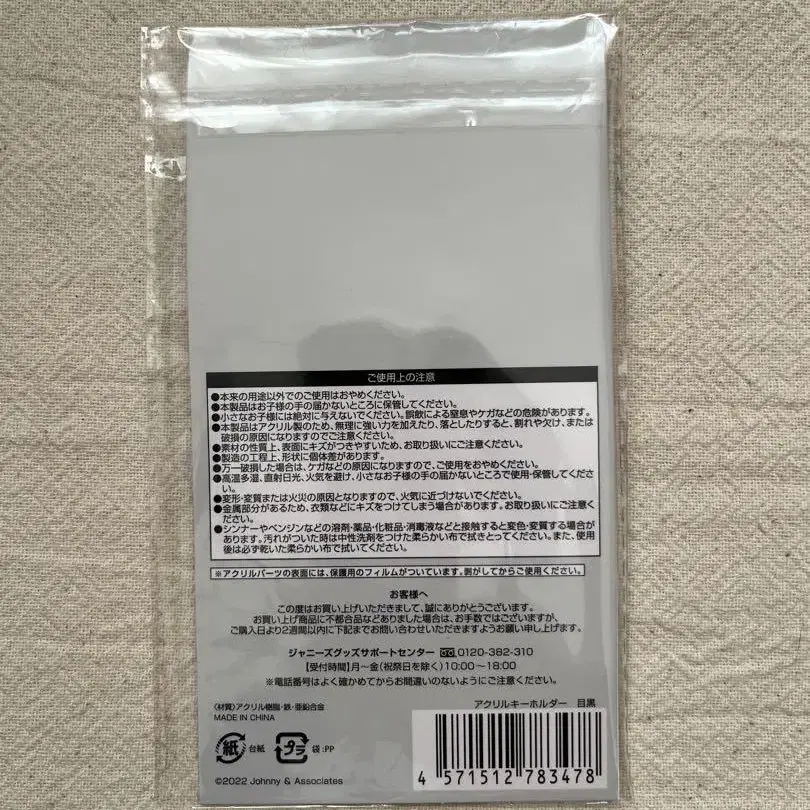 ご使用上の注意
●本来の用途以外でのご使用はおやめください。
●本製品はお子様の手の届かないところに保管してください。
●小さなお子様には絶対に与えないでください。誤飲による窒息やケガなどの危険があります。
●本製品はアクリル製のため、無理に強い力を加えたり、落としたりすると、割れや欠け、または
破損の原因になりますのでご注意ください。
●素材の性質上、表面にキズがつきやすいため、お取り扱いにご注意ください。
●製造の工程上、形状に個体差があります。
●万一破損した場合は、ケガなどの原因になりますので、ご使用をおやめください。
●高温多湿、直射日光、火気を避け、小さなお子様の手の届かないところで使用・保管してくださ
い。
●変形・変質または火災の原因となりますので、火気に近づけないでください。
●金属部分があるため、衣類などにキズをつけてしまう場合があります。お取り扱いにご注意く
ださい。
●シンナーやベンジンなどの溶剤・薬品・化粧品・消毒液などと接触すると変色・変質する場合が
あります。汚れがついた時は中性洗剤をつけた柔らかい布で拭きとってください。また、使用
後は必ず乾いた柔らかい布で拭いてください。
※アクリルパーツの表面には、保護用のフィルムがついています。剥がしてからご使用ください。
お客様へ
この度はお買い上げいただきまして、誠にありがとうございます。
お買い上げ商品に不都合品などありました場合は、お手数ではございますが、
ご購入日より2週間以内に下記までお問い合わせいただきますようお願い申し上げます。
ジャニーズグッズサポートセンター 0120-382-310
【受付時間】月～金(祝祭日を除く)10:00～18:00
※電話番号はよく確かめてからお間違いのないようにご注意ください。
〈材質〉アクリル樹脂・鉄・亜鉛合金
MADE IN CHINA
アクリルキーホルダー 目黒
紙 台紙 プラ 袋:PP
4 571512 783478
©2022 Johnny & Associates